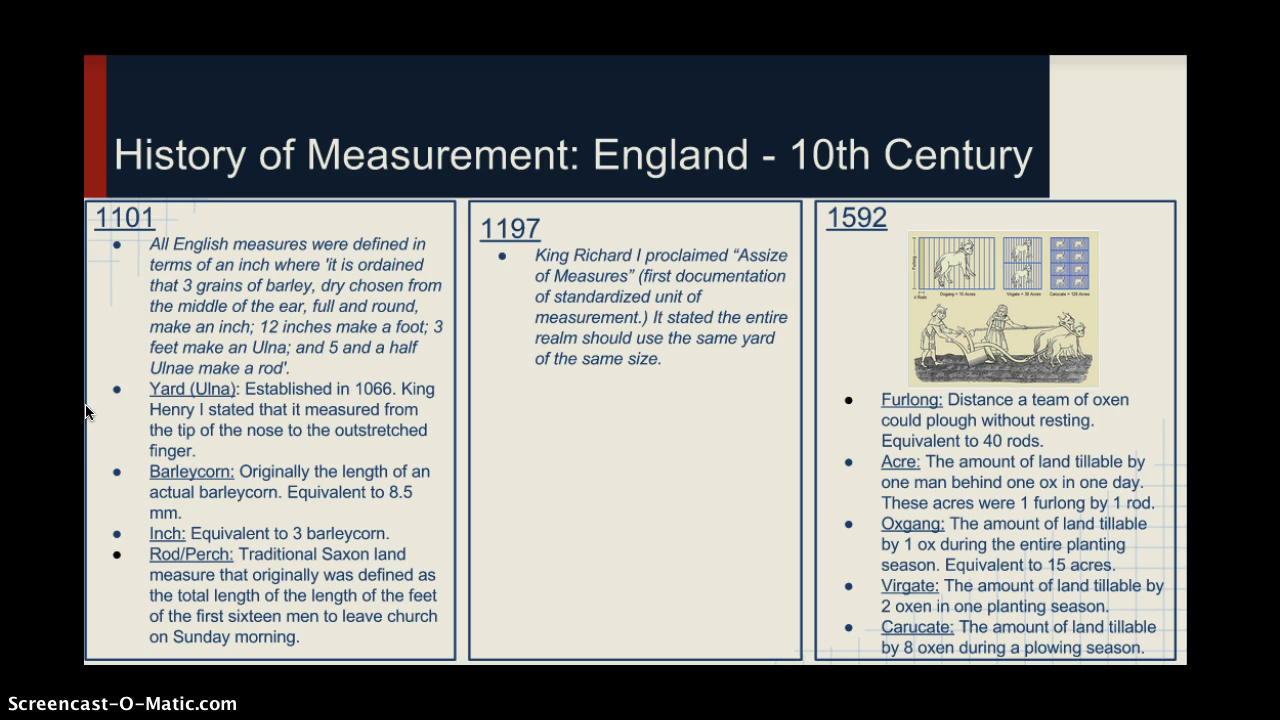 History of Measurement: England - 10th Century
1101
All English measures were defined in
terms of an inch where 'it is ordained
that 3 grains of barley, dry chosen from
the middle of the ear, full and round,
make an inch; 12 inches make a foot; 3
feet make an Ulna; and 5 and a half
Ulnae make a rod'.
Yard (Ulna): Established in 1066. King
Henry I stated that it measured from
the tip of the nose to the outstretched
finger.
Barleycorn: Originally the length of an
actual barleycorn. Equivalent to 8.5
mm.
Inch: Equivalent to 3 barleycorn.
Rod/Perch: Traditional Saxon land
measure that originally was defined as
the total length of the length of the feet
of the first sixteen men to leave church
on Sunday morning.
1197
King Richard I proclaimed “Assize
of Measures” (first documentation
of standardized unit of
measurement.) It stated the entire
realm should use the same yard
of the same size.
1592
Furlong
4 Rods
Virgate = 30 Acres
Furlong: Distance a team of oxen
could plough without resting.
Equivalent to 40 rods.
Acre: The amount of land tillable by
one man behind one ox in one day.
These acres were 1 furlong by 1 rod.
Oxgang: The amount of land tillable
by 1 ox during the entire planting
season. Equivalent to 15 acres.
Virgate: The amount of land tillable by
2 oxen in one planting season.
Carucate: The amount of land tillable
by 8 oxen during a plowing season.
Screencast-O-Matic.com